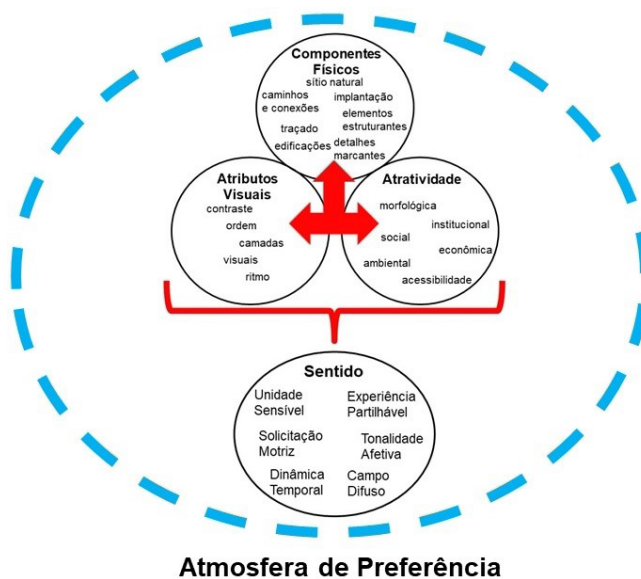 Componentes
Físicos
sítio natural
caminhos
e conexões
implantação
elementos
estruturantes
traçado
edificações
detalhes
marcantes
Atributos
Visuais
contraste
ordem
camadas
visuais
ritmo
Atratividade
morfológica
institucional
social
econômica
ambiental
acessibilidade
Sentido
Unidade
Sensível
Experiência
Partilhável
Solicitação
Motriz
Tonalidade
Afetiva
Dinâmica
Temporal
Campo
Difuso
Atmosfera de Preferência